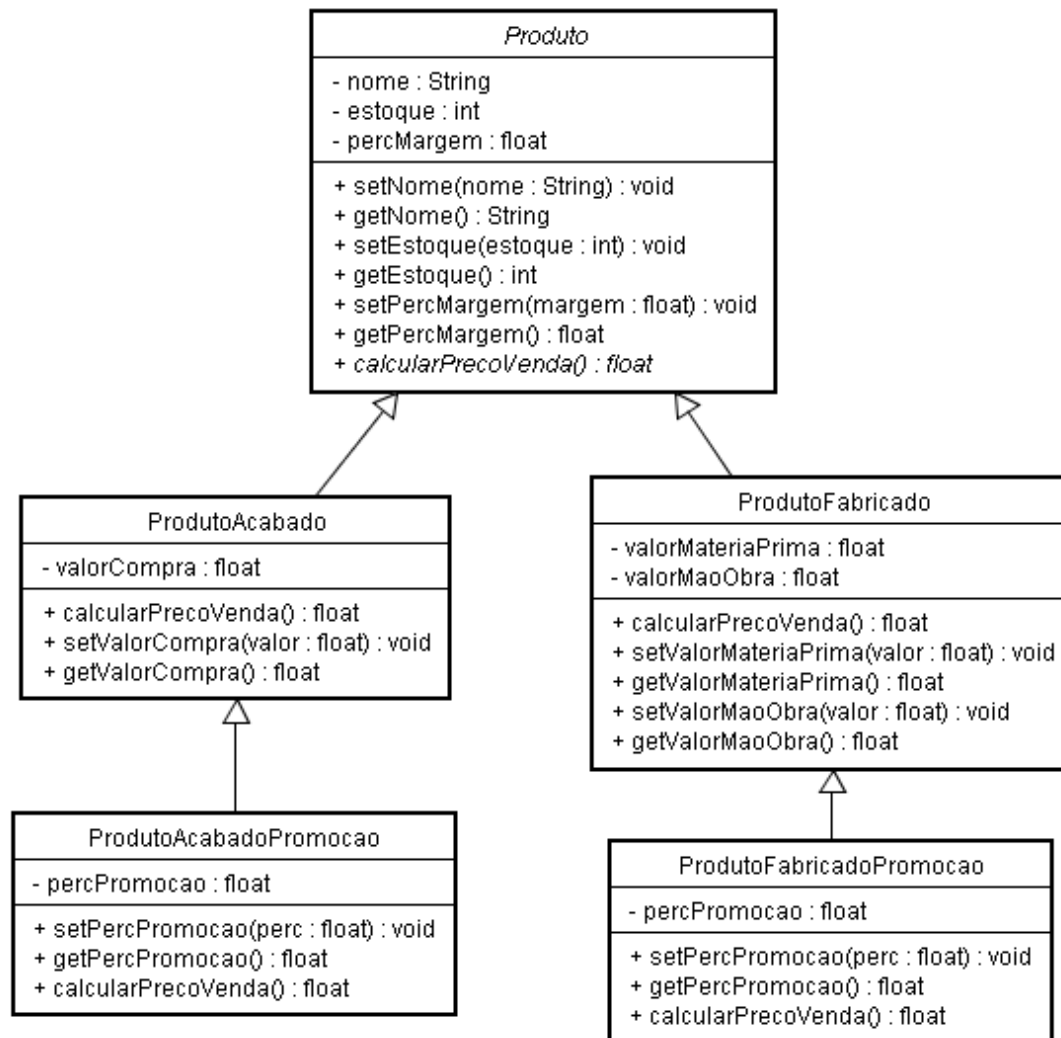 Produto
- nome : String
- estoque : int
- percMargem : float
+ setNome(nome : String) : void
+ getNome() : String
+ setEstoque(estoque : int) : void
+ getEstoque() : int
+ setPercMargem(margem : float) : void
+ getPercMargem() : float
+ calcularPrecoVenda() : float
ProdutoAcabado
- valorCompra : float
+ calcularPrecoVenda() : float
+ setValorCompra(valor : float) : void
+ getValorCompra() : float
ProdutoFabricado
- valorMateriaPrima : float
- valorMaoObra : float
+ calcularPrecoVenda() : float
+ setValorMateriaPrima(valor : float) : void
+ getValorMateriaPrima() : float
+ setValorMaoObra(valor : float) : void
+ getValorMaoObra() : float
ProdutoAcabadoPromocao
- percPromocao : float
+ setPercPromocao(perc : float) : void
+ getPercPromocao() : float
+ calcularPrecoVenda() : float
ProdutoFabricadoPromocao
- percPromocao : float
+ setPercPromocao(perc : float) : void
+ getPercPromocao() : float
+ calcularPrecoVenda() : float